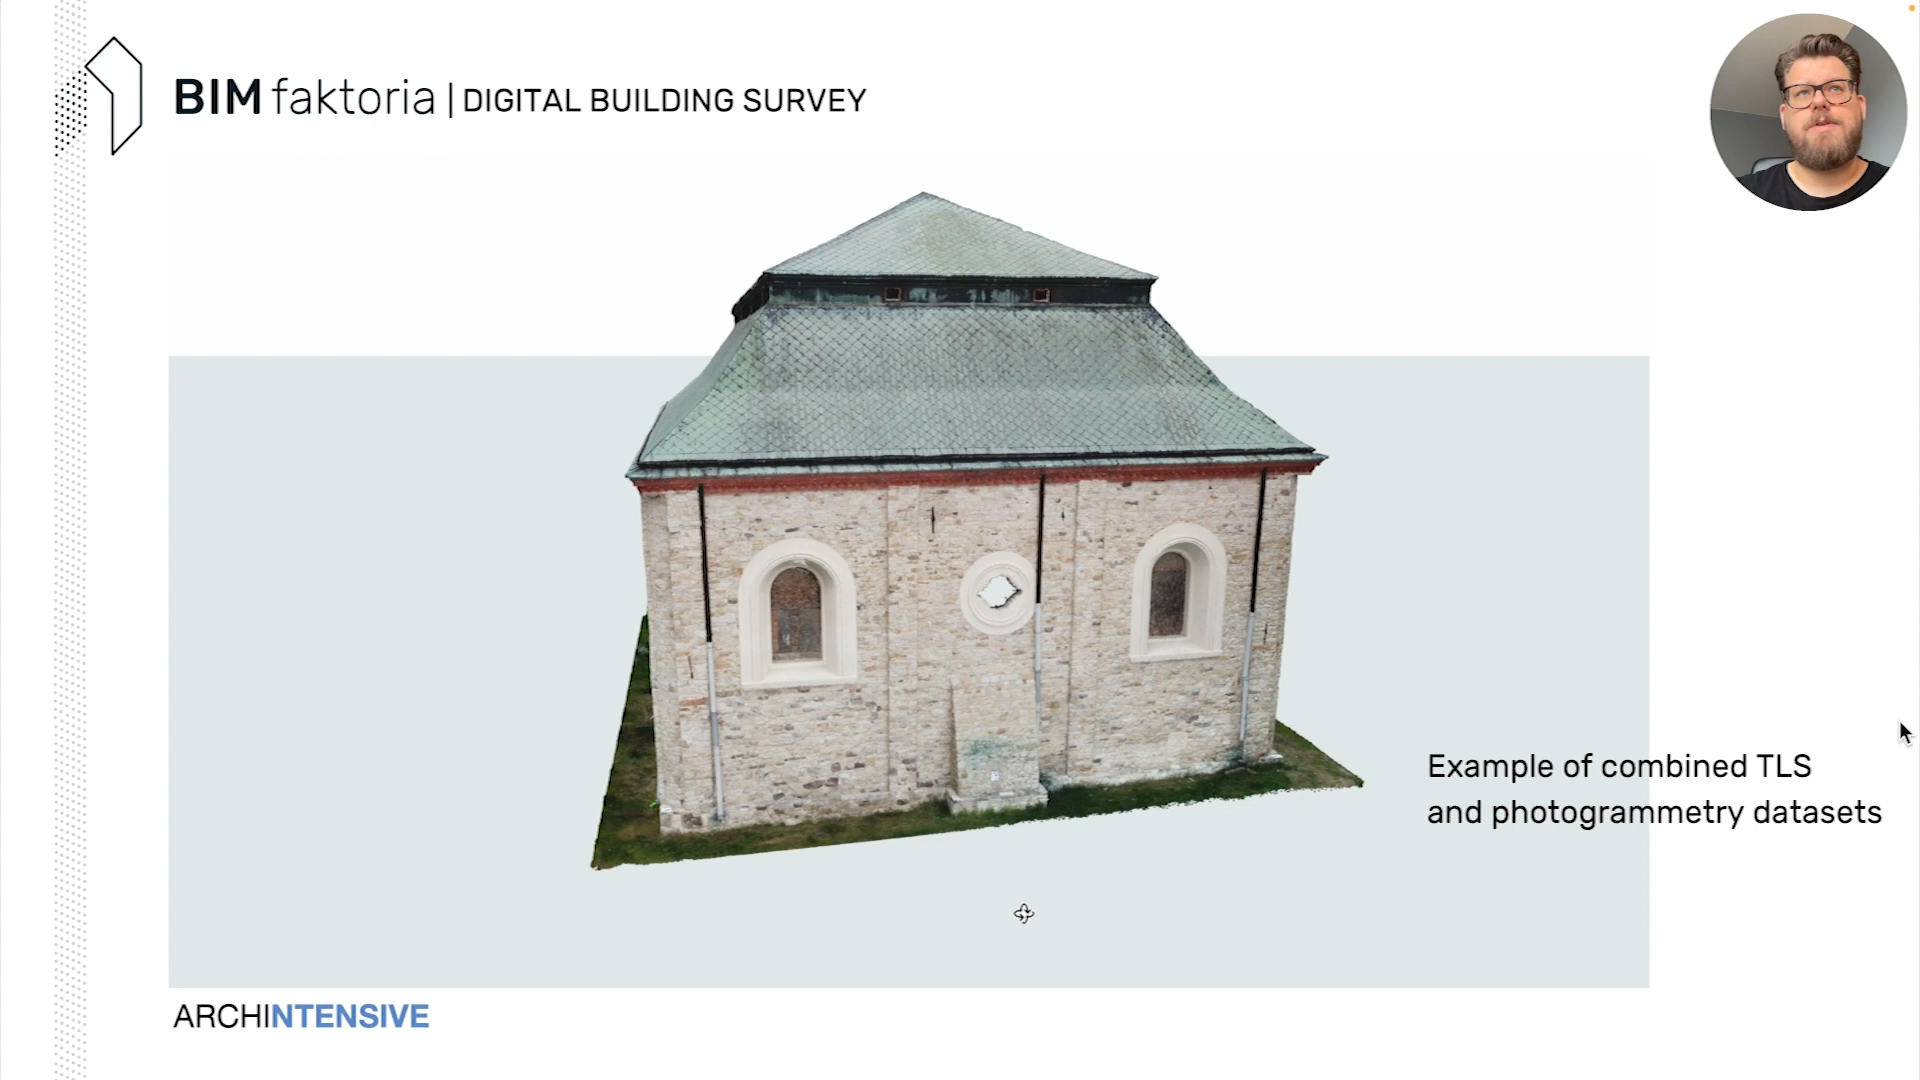 BIM faktoria | DIGITAL BUILDING SURVEY
Example of combined TLS
and photogrammetry datasets
ARCHINTENSIVE